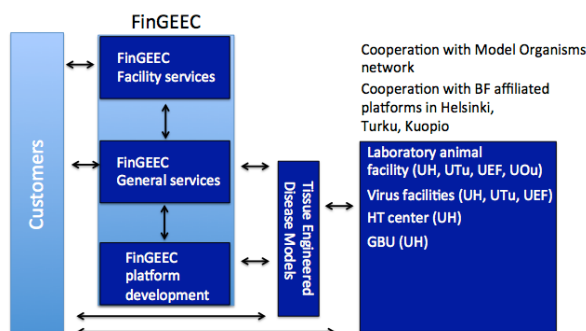 FinGEEC
Customers
FinGEEC
Facility services
FinGEEC
General services
FinGEEC
platform
development
Tissue Engineered
Disease Models
Cooperation with Model Organisms
network
Cooperation with BF affiliated
platforms in Helsinki,
Turku, Kuopio
Laboratory animal
facility (UH, UTu, UEF, UOu)
Virus facilities (UH, UTu, UEF)
HT center (UH)
GBU (UH)